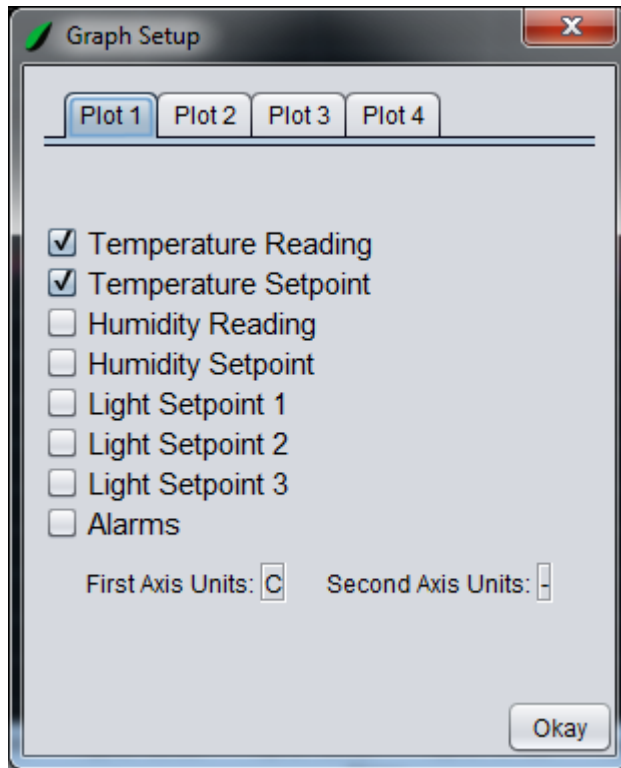 Graph Setup
Plot 1 Plot 2 Plot 3 Plot 4
Temperature Reading
Temperature Setpoint
Humidity Reading
Humidity Setpoint
Light Setpoint 1
Light Setpoint 2
Light Setpoint 3
Alarms
First Axis Units: C Second Axis Units: -
Okay